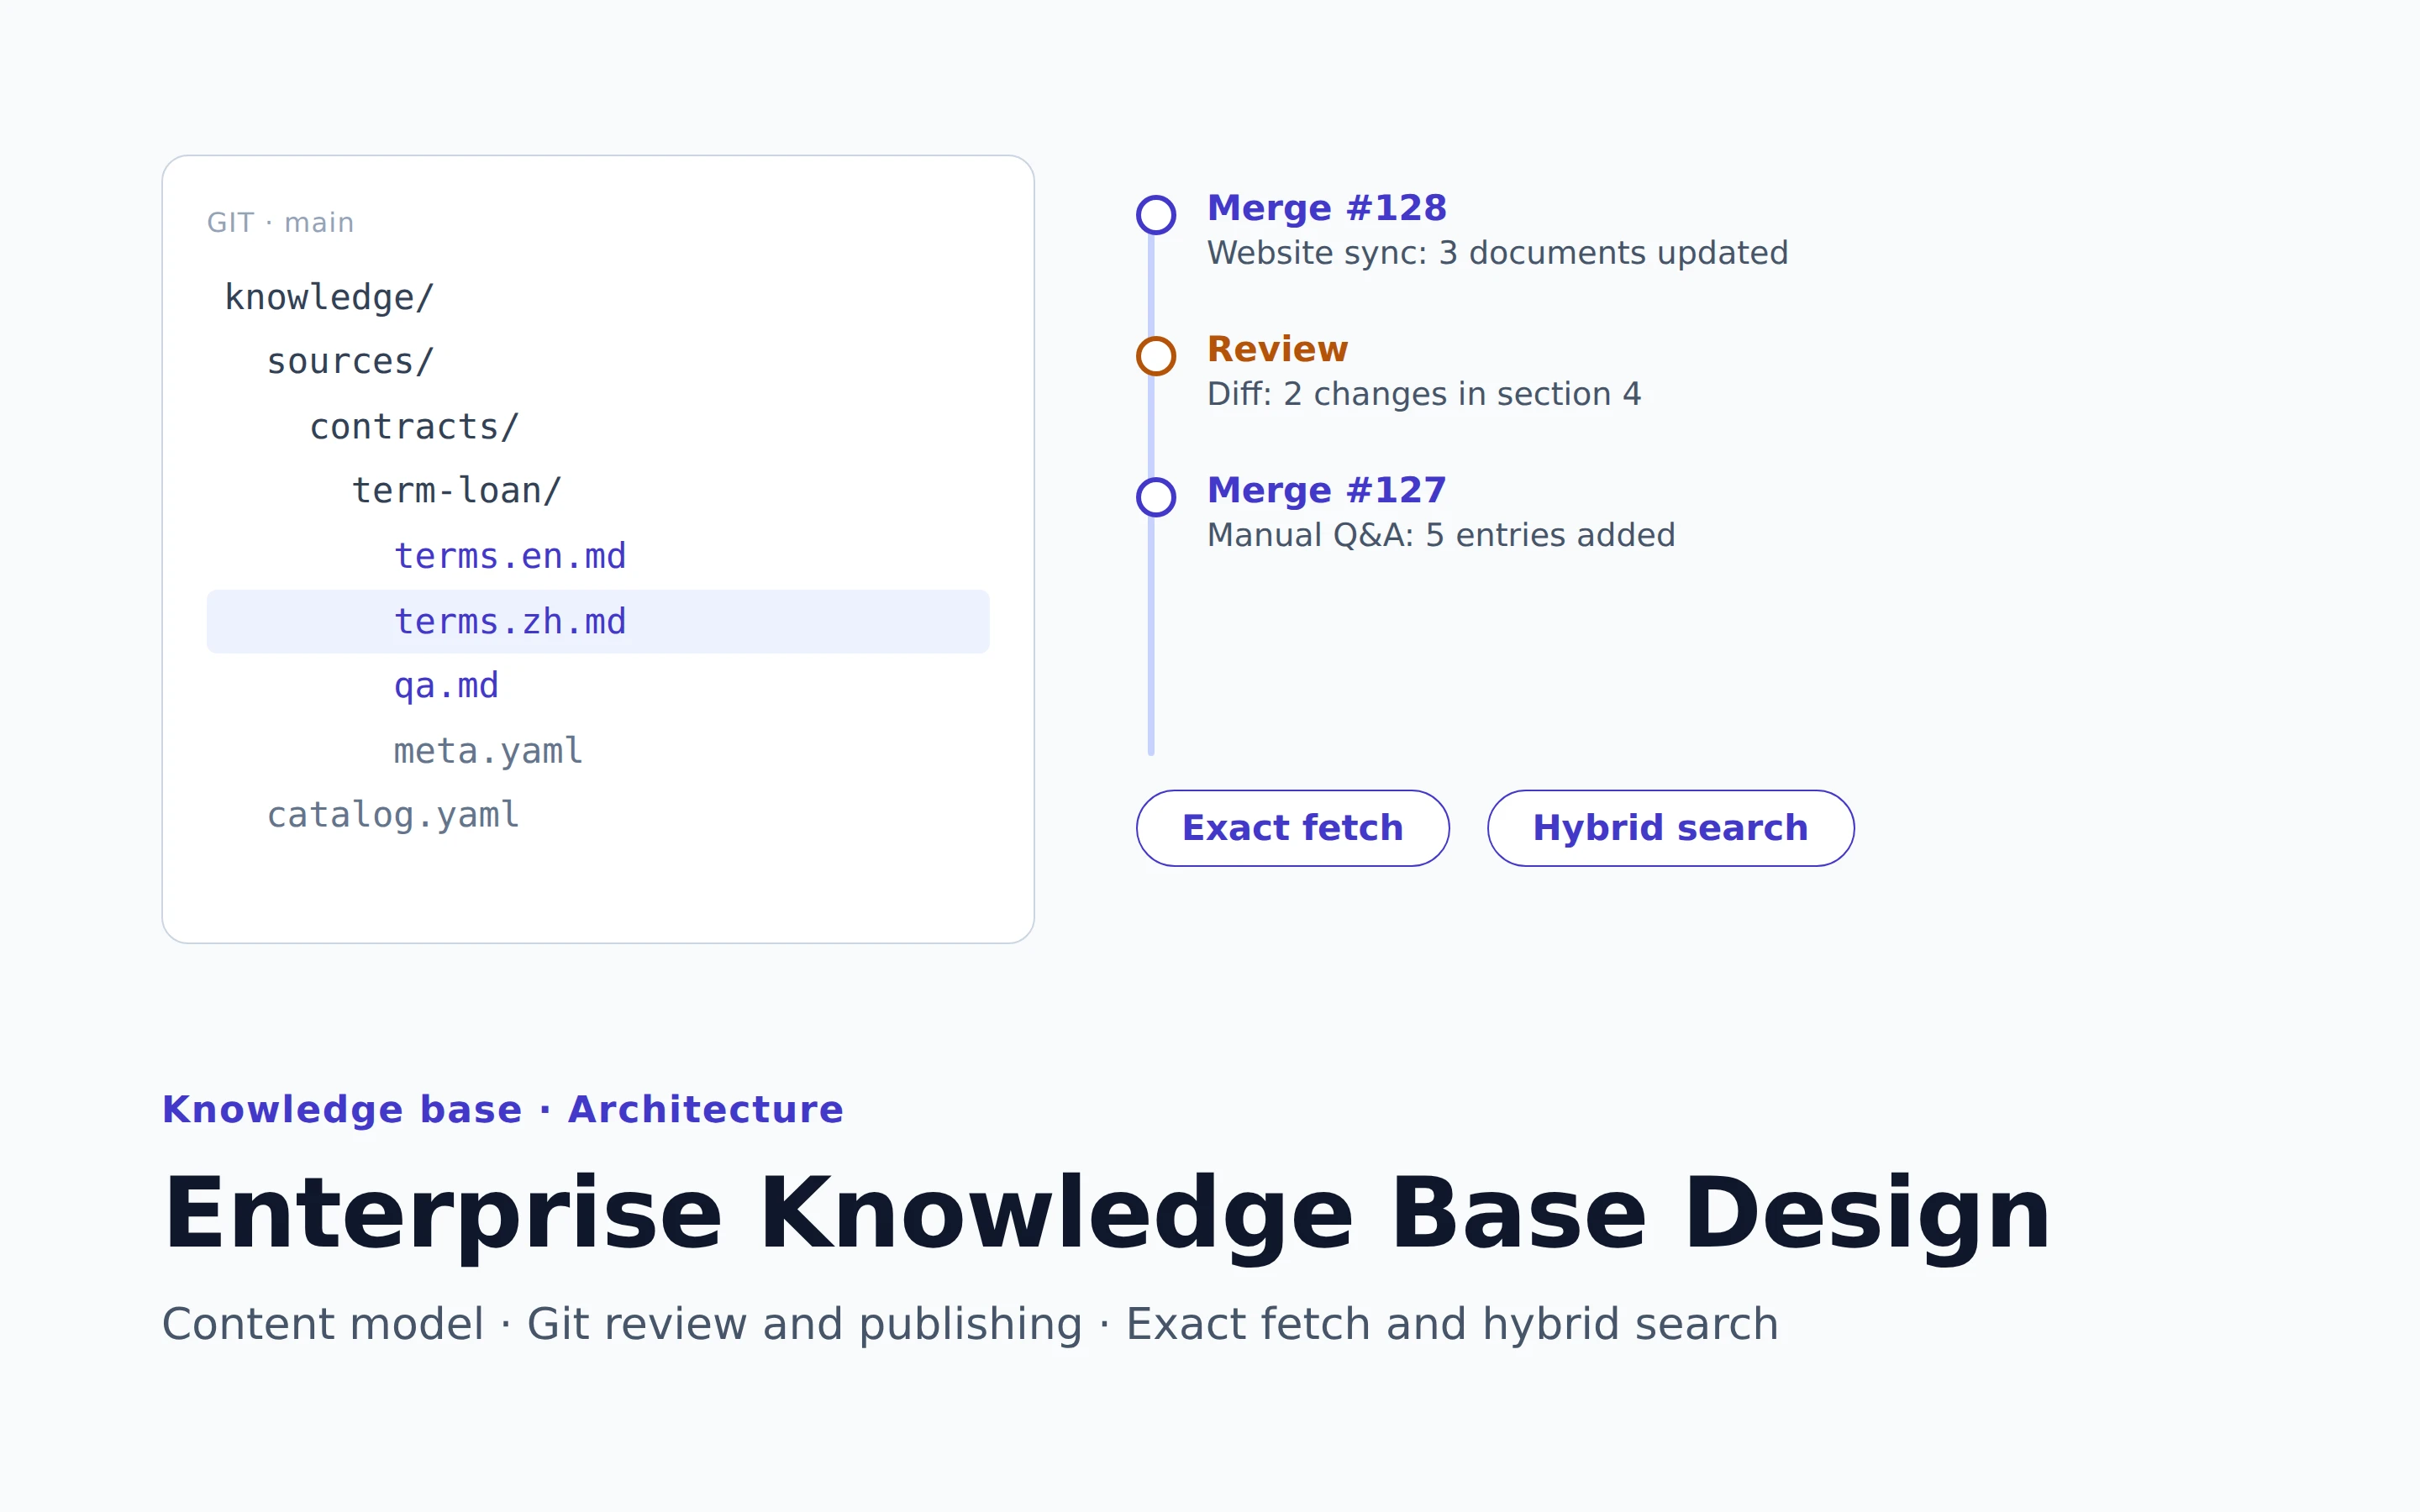 GIT · main
knowledge/
sources/
contracts/
term-loan/
terms.en.md
terms.zh.md
qa.md
meta.yaml
catalog.yaml
Merge #128
Website sync: 3 documents updated
Review
Diff: 2 changes in section 4
Merge #127
Manual Q&A: 5 entries added
Exact fetch
Hybrid search
Knowledge base · Architecture
Enterprise Knowledge Base Design
Content model · Git review and publishing · Exact fetch and hybrid search